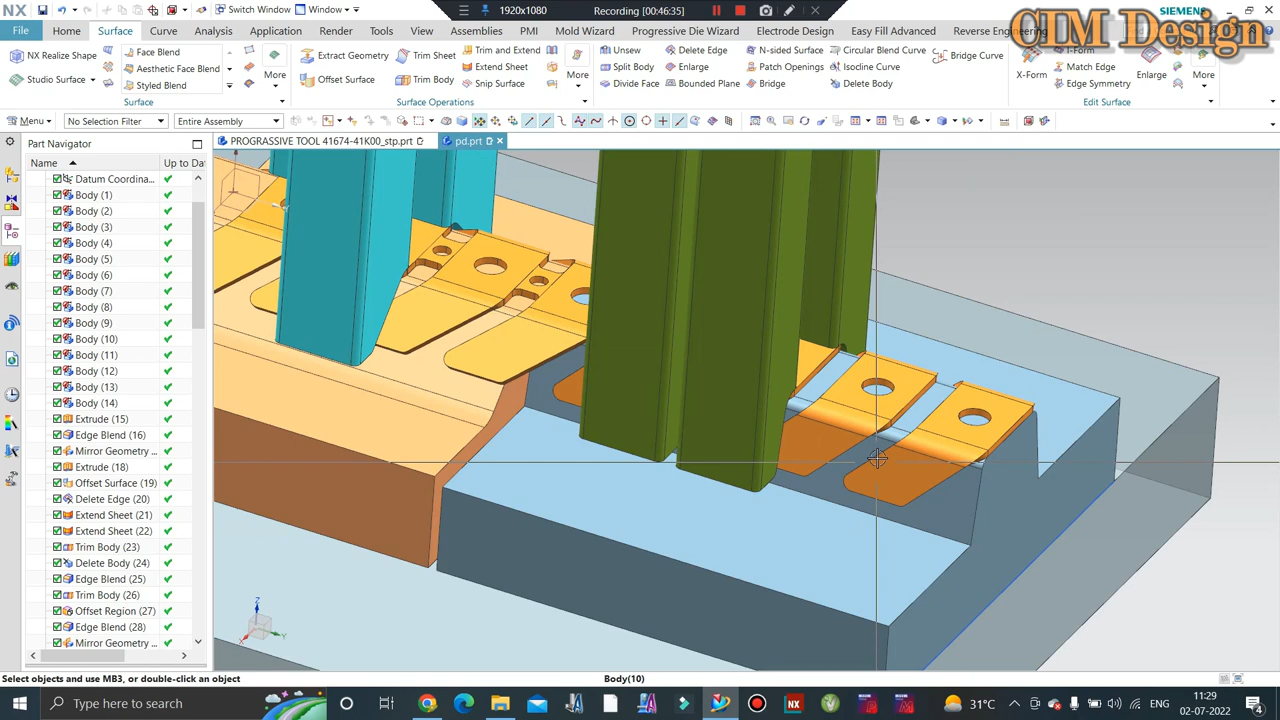 NX Switch Window Window 1920x1080 Recording [00:46:35] SIEMENS
CIM Design
File Home Surface Curve Analysis Application Render Tools View Assemblies PMI Mold Wizard Progressive Die Wizard Electrode Design Easy Fill Advanced Reverse Engineering
NX Realize Shape Face Blend More Extract Geometry Trim Sheet Trim and Extend More Unsew Delete Edge N-sided Surface Circular Blend Curve Bridge Curve X-Form I-Form Enlarge More
Aesthetic Face Blend Extend Sheet Split Body Enlarge Patch Openings Isocline Curve Match Edge
Studio Surface Styled Blend Offset Surface Trim Body Snap Surface Divide Face Bounded Plane Bridge Delete Body Edge Symmetry
Surface Surface Operations Edit Surface
Menu No Selection Filter Entire Assembly
Part Navigator PROGRASSIVE TOOL 41674-41K00_stp.prt pd.prt
Name Up to Da
Datum Coordina...
Body (1)
Body (2)
Body (3)
Body (4)
Body (5)
Body (6)
Body (7)
Body (8)
Body (9)
Body (10)
Body (11)
Body (12)
Body (13)
Body (14)
Extrude (15)
Edge Blend (16)
Mirror Geometry ...
Extrude (18)
Offset Surface (19)
Delete Edge (20)
Extend Sheet (21)
Extend Sheet (22)
Trim Body (23)
Delete Body (24)
Edge Blend (25)
Trim Body (26)
Offset Region (27)
Edge Blend (28)
Mirror Geometry ...
Z
X Y
Select objects and use MB3, or double-click an object Body(10)
Type here to search 31°C ENG 11:29
02-07-2022